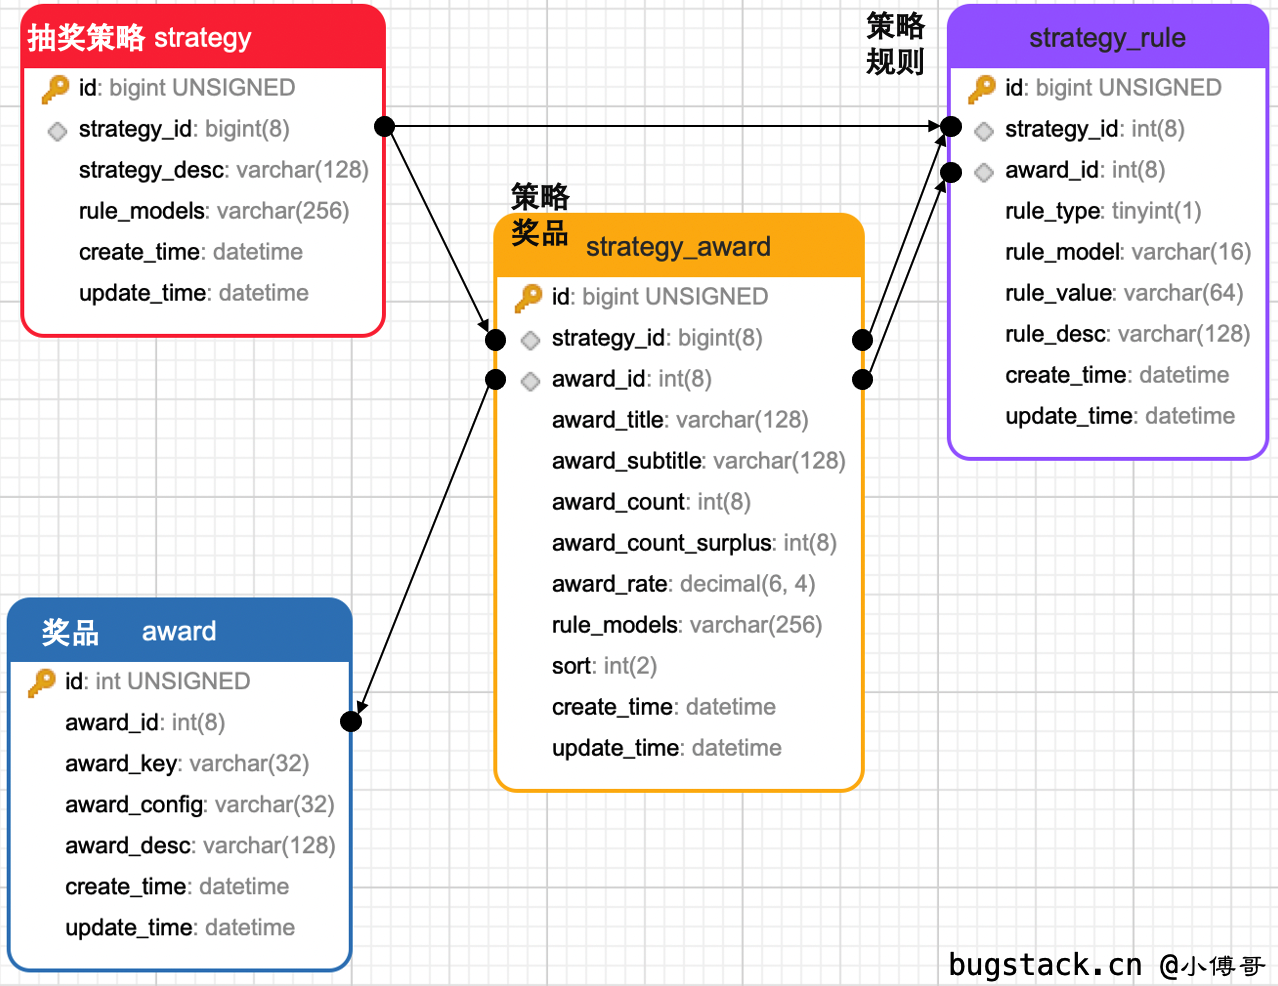 抽奖策略 strategy
id: bigint UNSIGNED
strategy_id: bigint(8)
strategy_desc: varchar(128)
rule_models: varchar(256)
create_time: datetime
update_time: datetime
策略
奖品
strategy_award
id: bigint UNSIGNED
strategy_id: bigint(8)
award_id: int(8)
award_title: varchar(128)
award_subtitle: varchar(128)
award_count: int(8)
award_count_surplus: int(8)
award_rate: decimal(6, 4)
rule_models: varchar(256)
sort: int(2)
create_time: datetime
update_time: datetime
策略
规则
strategy_rule
id: bigint UNSIGNED
strategy_id: int(8)
award_id: int(8)
rule_type: tinyint(1)
rule_model: varchar(16)
rule_value: varchar(64)
rule_desc: varchar(128)
create_time: datetime
update_time: datetime
奖品 award
id: int UNSIGNED
award_id: int(8)
award_key: varchar(32)
award_config: varchar(32)
award_desc: varchar(128)
create_time: datetime
update_time: datetime
bugstack.cn @小傅哥